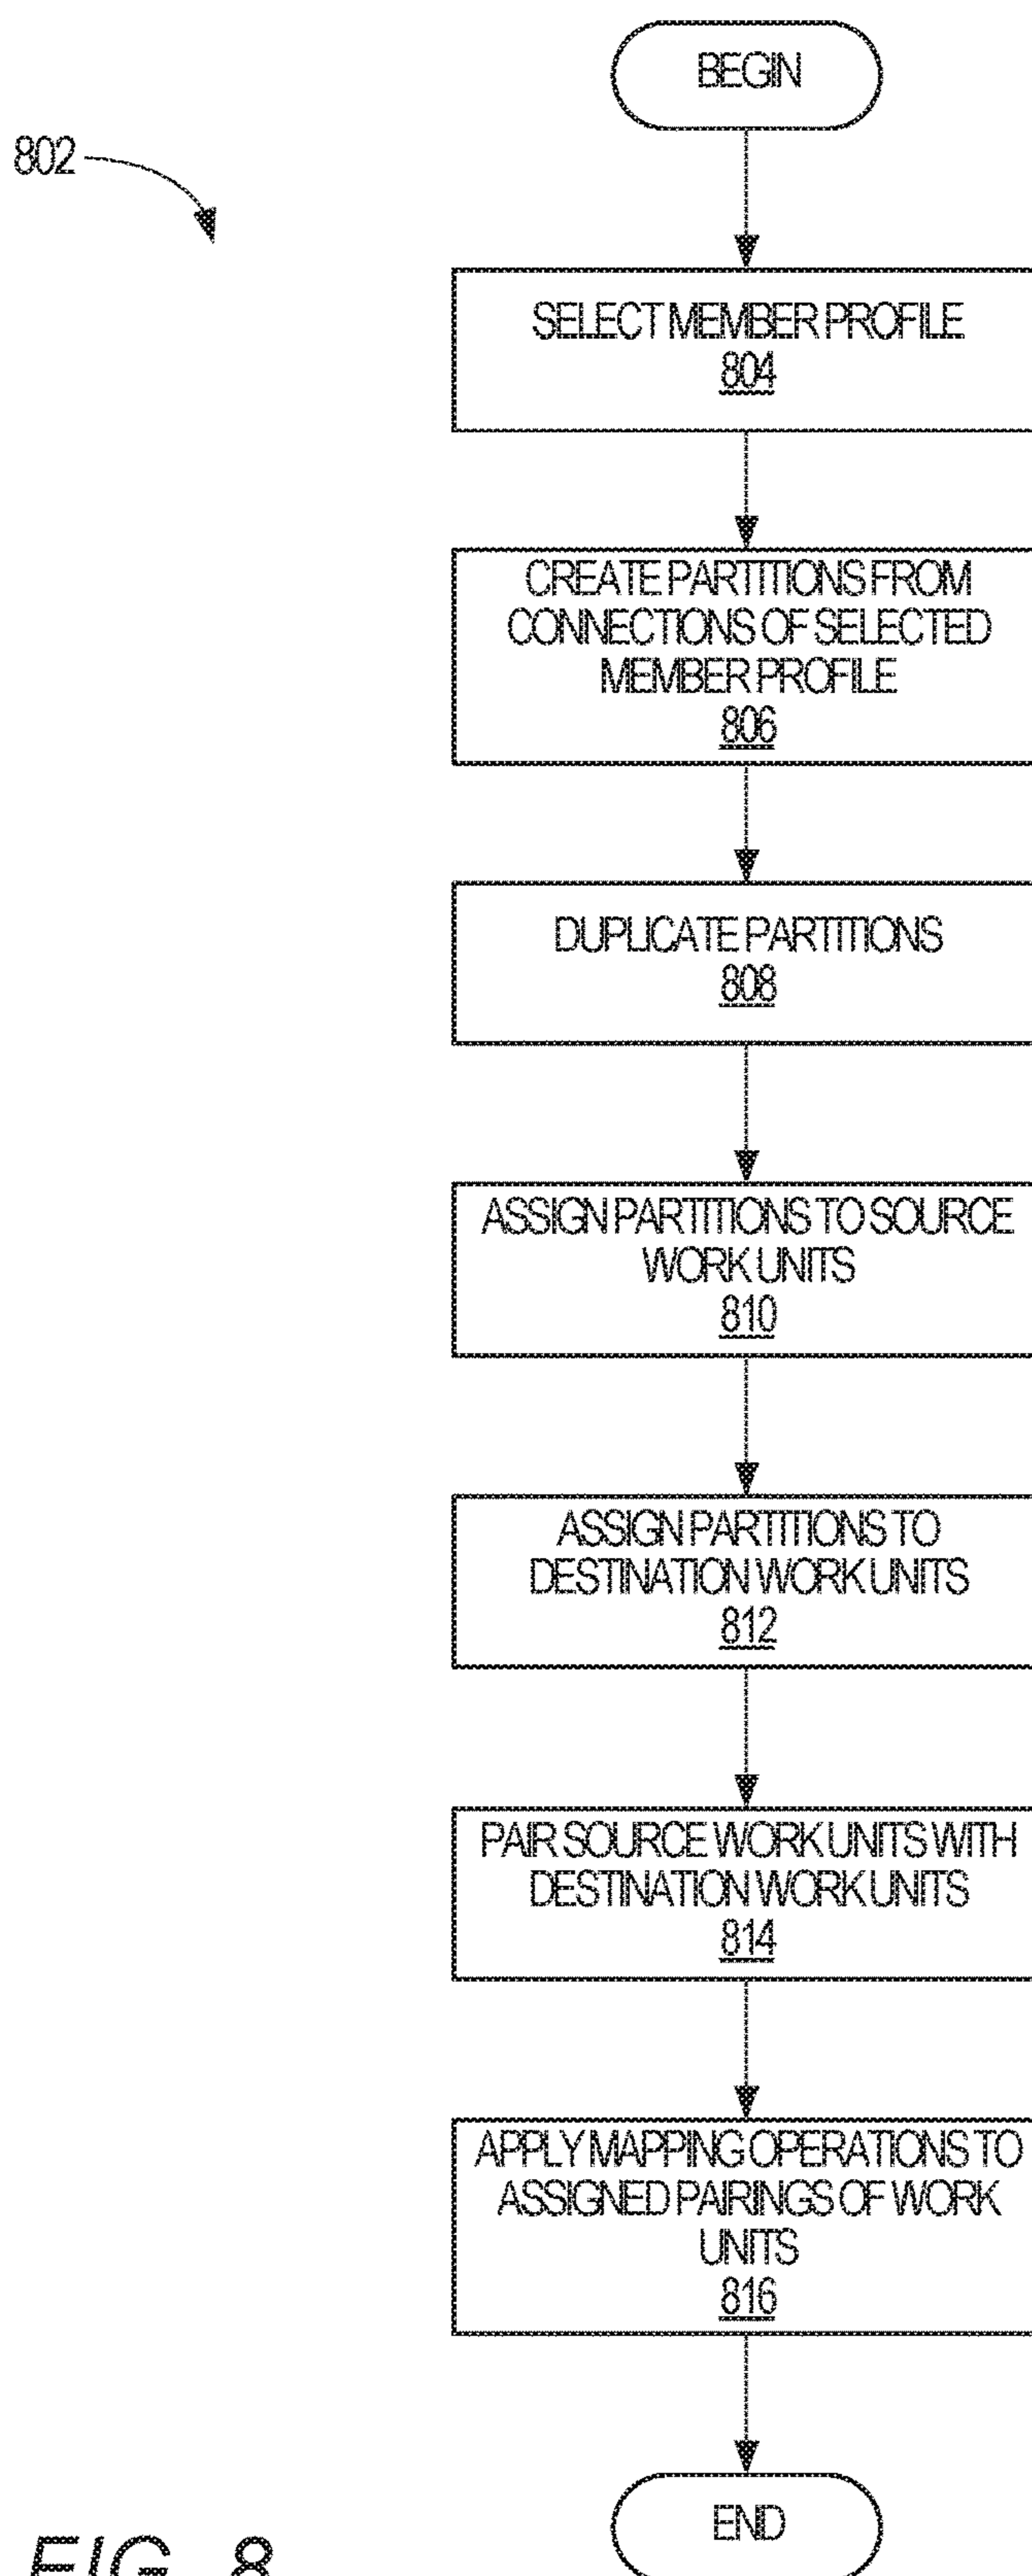 BEGIN
802
SELECT MEMBER PROFILE
804
CREATE PARTITIONS FROM
CONNECTIONS OF SELECTED
MEMBER PROFILE
806
DUPLICATE PARTITIONS
808
ASSIGN PARTITIONS TO SOURCE
WORK UNITS
810
ASSIGN PARTITIONS TO
DESTINATION WORK UNITS
812
PAIR SOURCE WORK UNITS WITH
DESTINATION WORK UNITS
814
APPLY MAPPING OPERATIONS TO
ASSIGNED PAIRINGS OF WORK
UNITS
816
END
FIG. 8